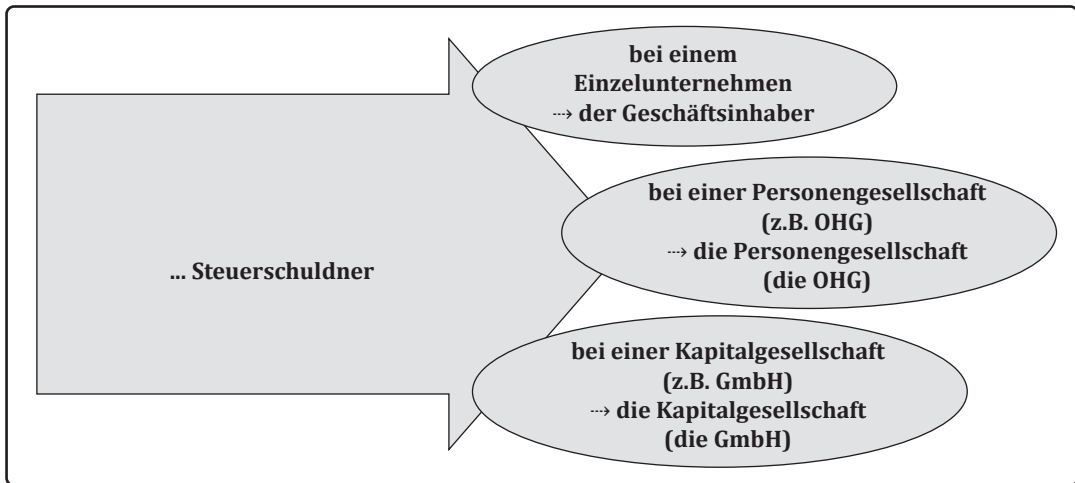 bei einem
Einzelunternehmen
⇢ der Geschäftsinhaber
bei einer Personengesellschaft
(z.B. OHG)
⇢ die Personengesellschaft
(die OHG)
... Steuerschuldner
bei einer Kapitalgesellschaft
(z.B. GmbH)
⇢ die Kapitalgesellschaft
(die GmbH)